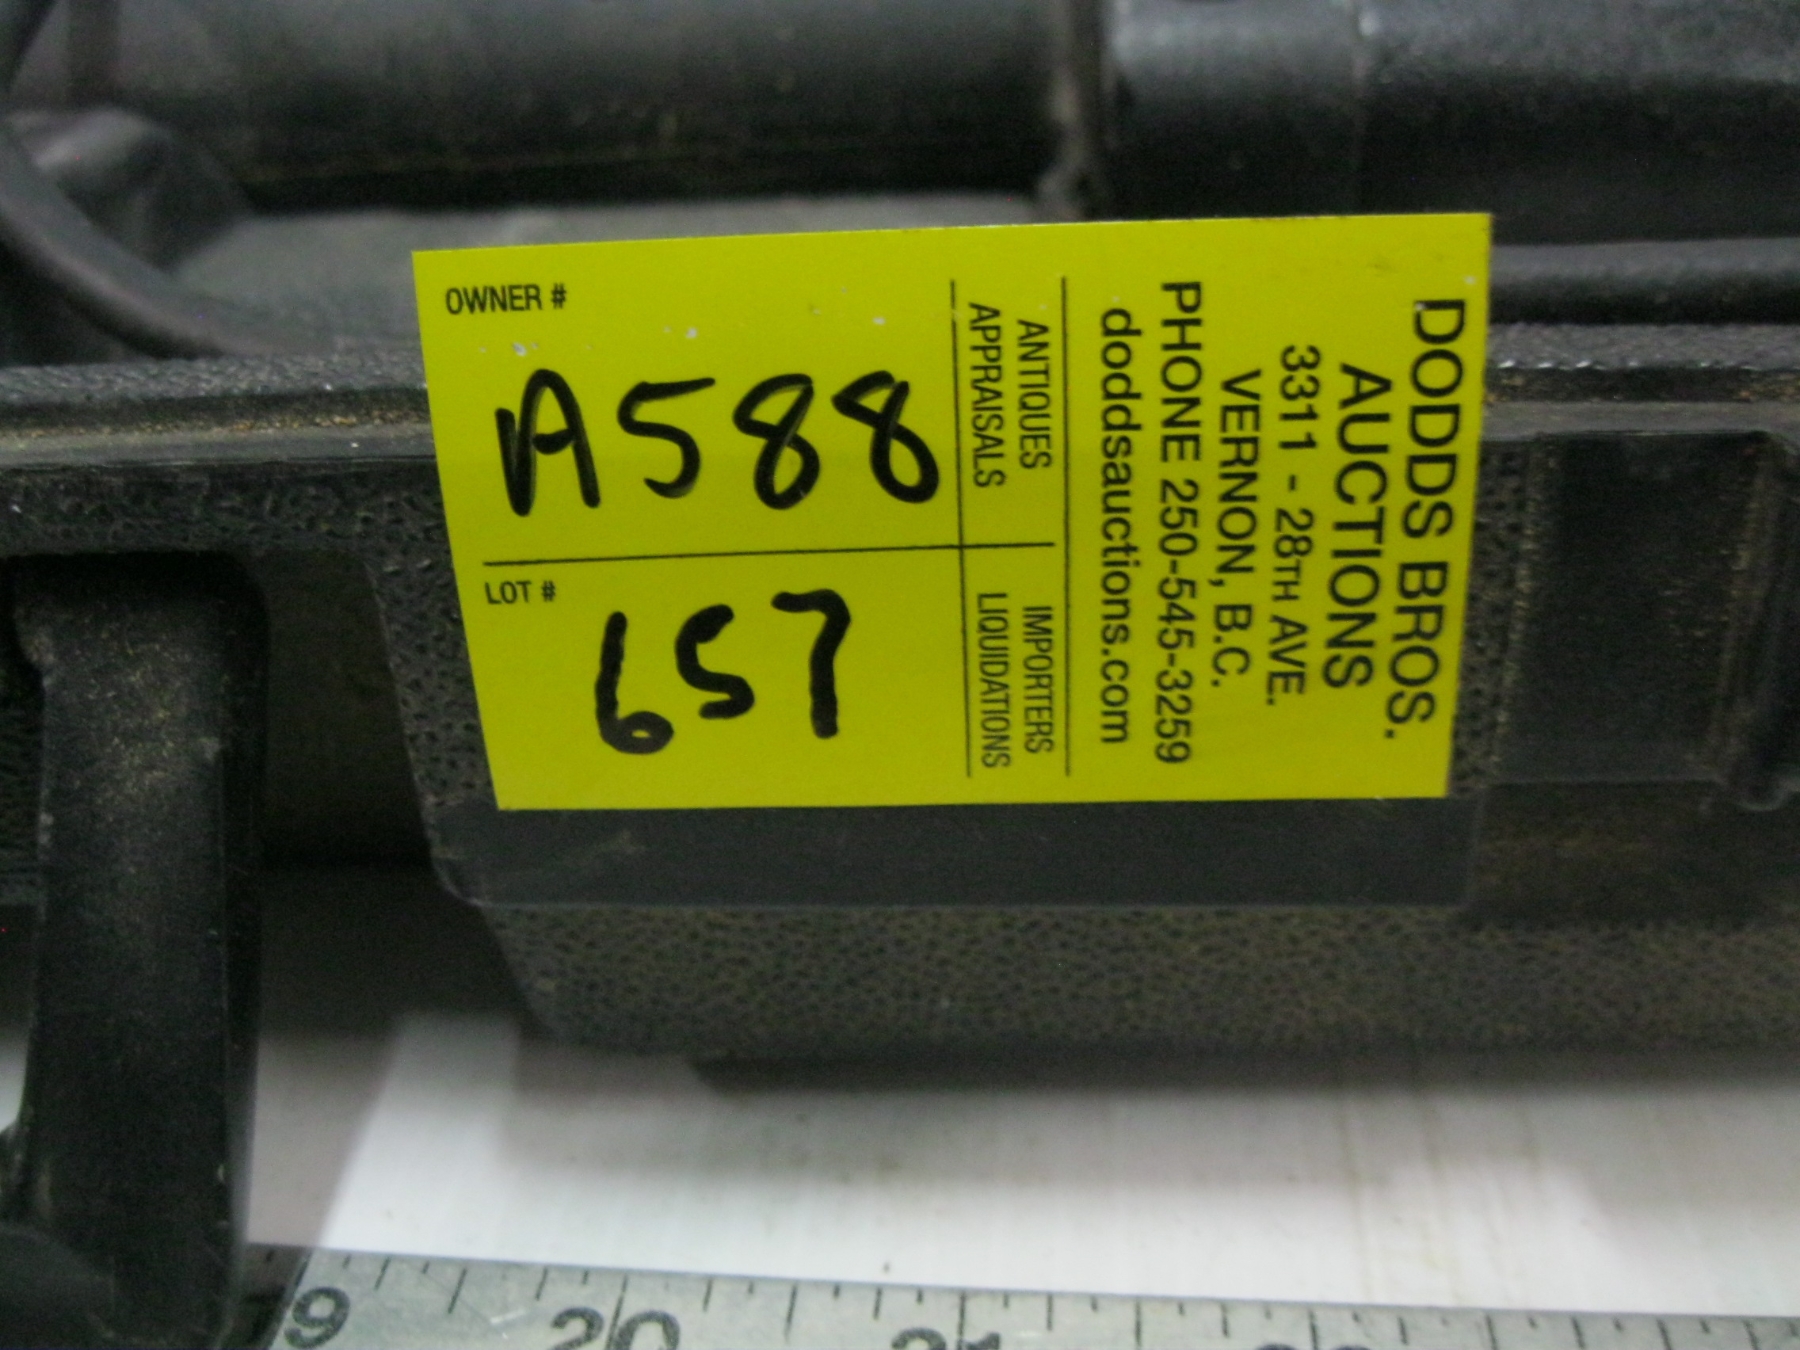 OWNER #
A588
LOT #
657
ANTIQUES
APPRAISALS
IMPORTERS
LIQUIDATIONS
DODDS BROS.
AUCTIONS
3311 - 28TH AVE.
VERNON, B.C.
PHONE 250-545-3259
doddsauctions.com
9
20
21